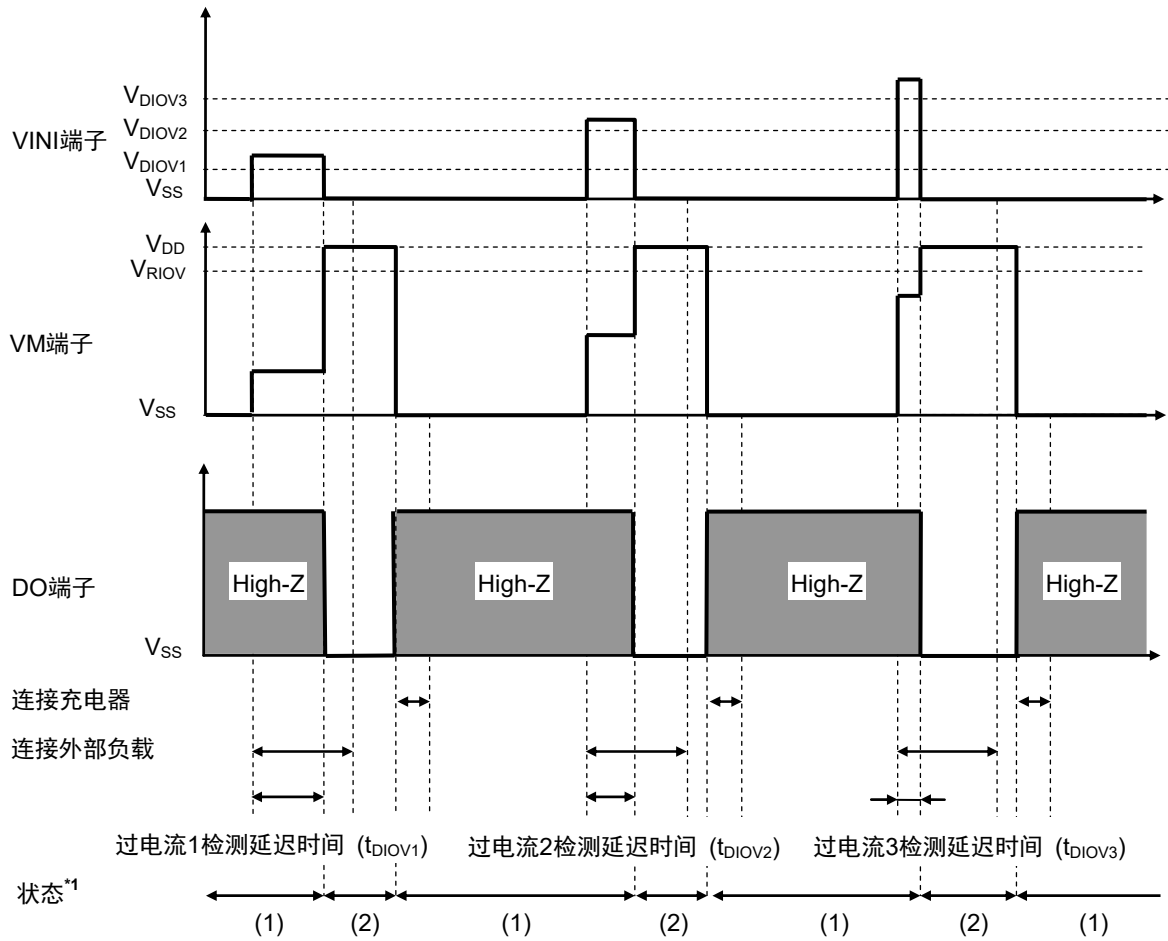 VINI端子
VDIOV3
VDIOV2
VDIOV1
VSS
VM端子
VDD
VRIOV
VSS
DO端子
High-Z High-Z High-Z High-Z
VSS
连接充电器
连接外部负载
过电流1检测延迟时间 (tDIOV1) 过电流2检测延迟时间 (tDIOV2) 过电流3检测延迟时间 (tDIOV3)
状态*1
(1) (2) (1) (2) (1) (2) (1)